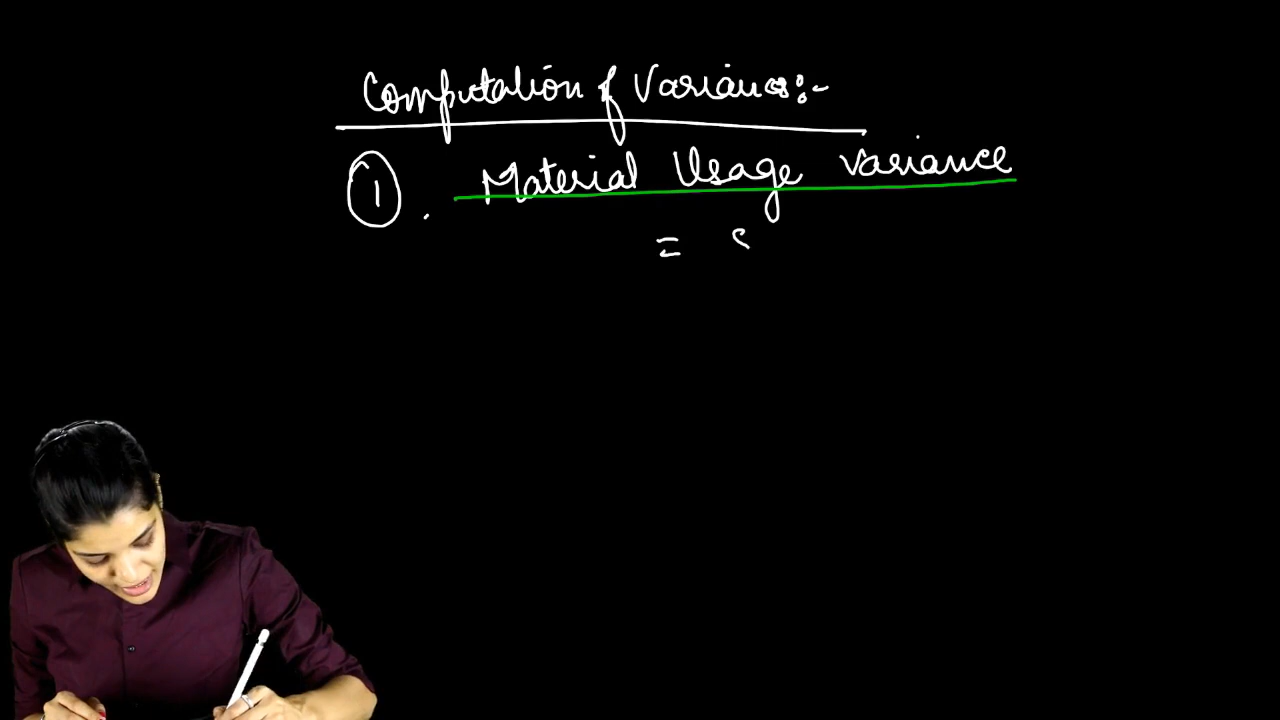 Computation of Variances:-
① . Material Usage Variance
= S